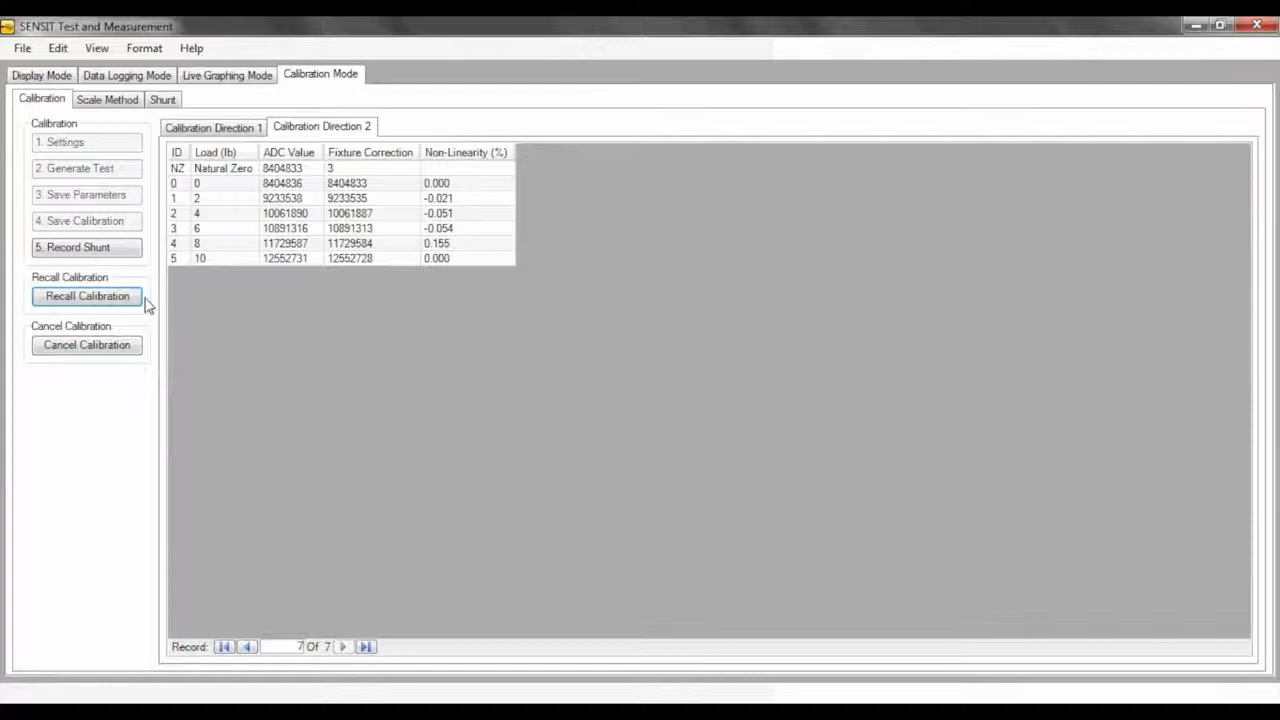 SENSIT Test and Measurement
File Edit View Format Help
Display Mode Data Logging Mode Live Graphing Mode Calibration Mode
Calibration Scale Method Shunt
Calibration
1. Settings
2. Generate Test
3. Save Parameters
4. Save Calibration
5. Record Shunt
Recall Calibration
Recall Calibration
Cancel Calibration
Cancel Calibration
Calibration Direction 1 Calibration Direction 2
ID Load (lb) ADC Value Fixture Correction Non-Linearity (%)
NZ Natural Zero 8404833 3
0 0 8404836 8404833 0.000
1 2 9233538 9233535 -0.021
2 4 10061890 10061887 -0.051
3 6 10891316 10891313 -0.054
4 8 11729587 11729584 0.155
5 10 12552731 12552728 0.000
Record: 7 Of 7